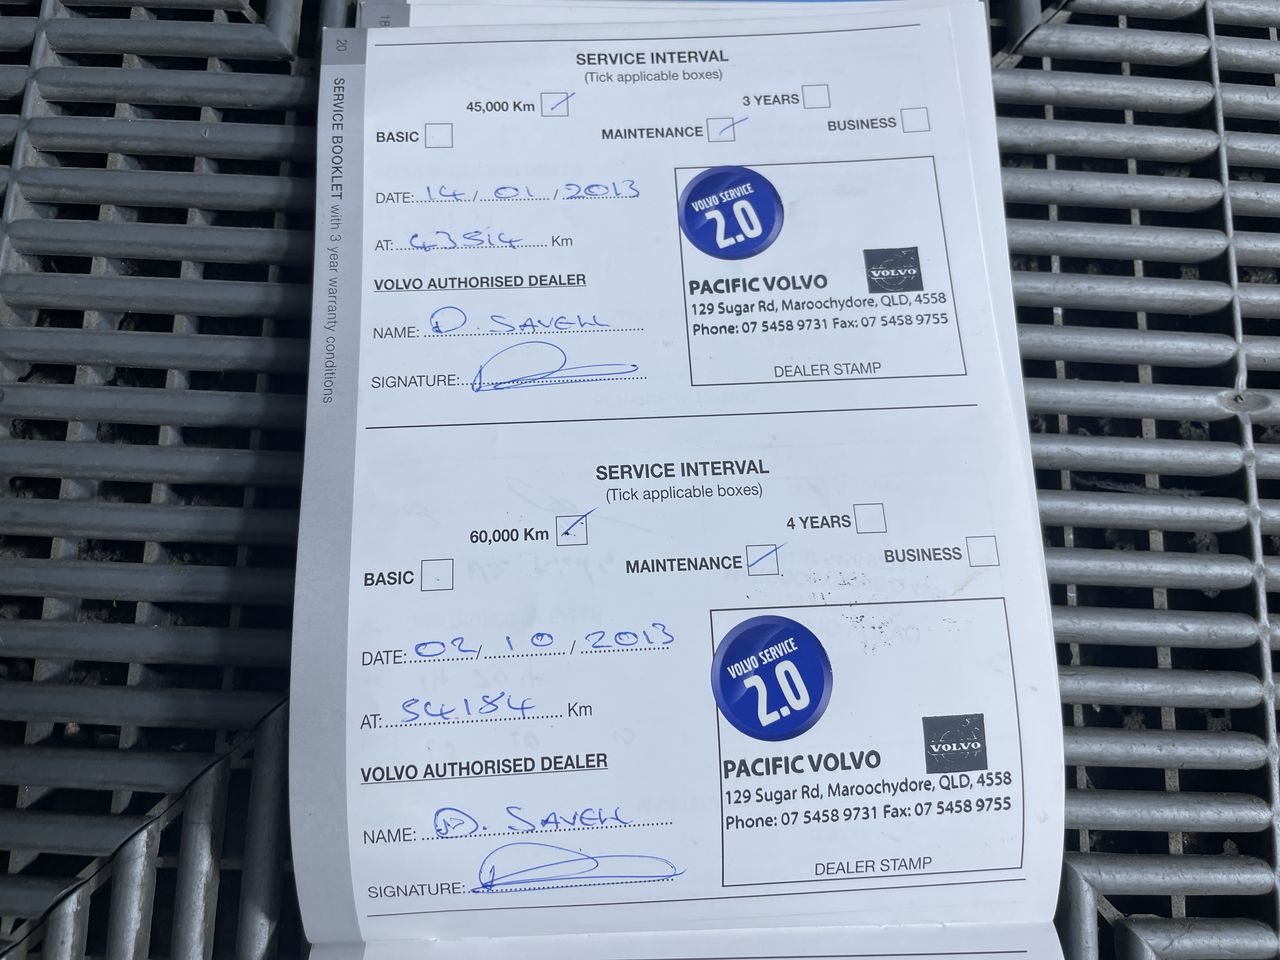 18
20
SERVICE BOOKLET with 3 year warranty conditions
SERVICE INTERVAL
(Tick applicable boxes)
45,000 Km
3 YEARS
BASIC
MAINTENANCE
BUSINESS
DATE: 14 / 01 / 2013
AT: 43514 Km
VOLVO AUTHORISED DEALER
NAME: D. SAVELL
SIGNATURE:
VOLVO SERVICE
2.0
VOLVO
PACIFIC VOLVO
129 Sugar Rd, Maroochydore, QLD, 4558
Phone: 07 5458 9731 Fax: 07 5458 9755
DEALER STAMP
SERVICE INTERVAL
(Tick applicable boxes)
60,000 Km
4 YEARS
BASIC
MAINTENANCE
BUSINESS
DATE: 02 / 10 / 2013
AT: 54184 Km
VOLVO AUTHORISED DEALER
NAME: D. SAVELL
SIGNATURE:
VOLVO SERVICE
2.0
VOLVO
PACIFIC VOLVO
129 Sugar Rd, Maroochydore, QLD, 4558
Phone: 07 5458 9731 Fax: 07 5458 9755
DEALER STAMP